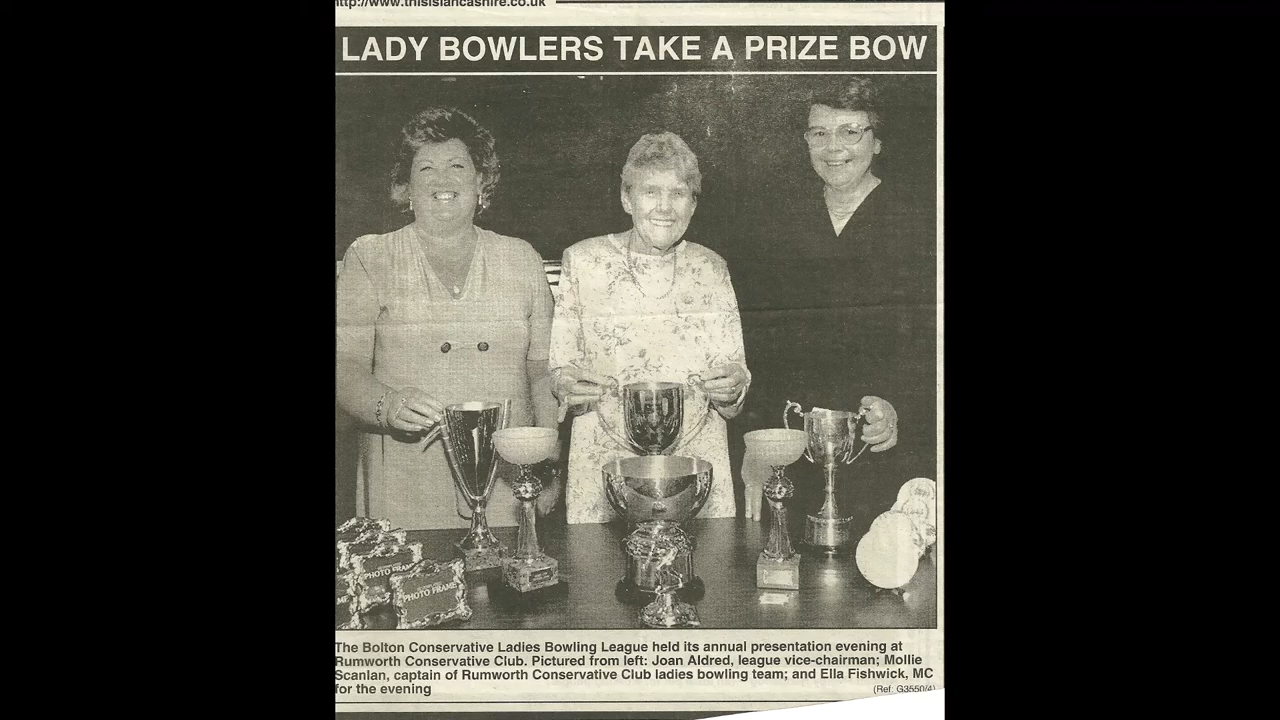 http://www.thisislancashire.co.uk
LADY BOWLERS TAKE A PRIZE BOW
PHOTO FRAME
PHOTO FRAME
The Bolton Conservative Ladies Bowling League held its annual presentation evening at
Rumworth Conservative Club. Pictured from left: Joan Aldred, league vice-chairman; Mollie
Scanlan, captain of Rumworth Conservative Club ladies bowling team; and Ella Fishwick, MC
for the evening
(Ref: G3550/4)